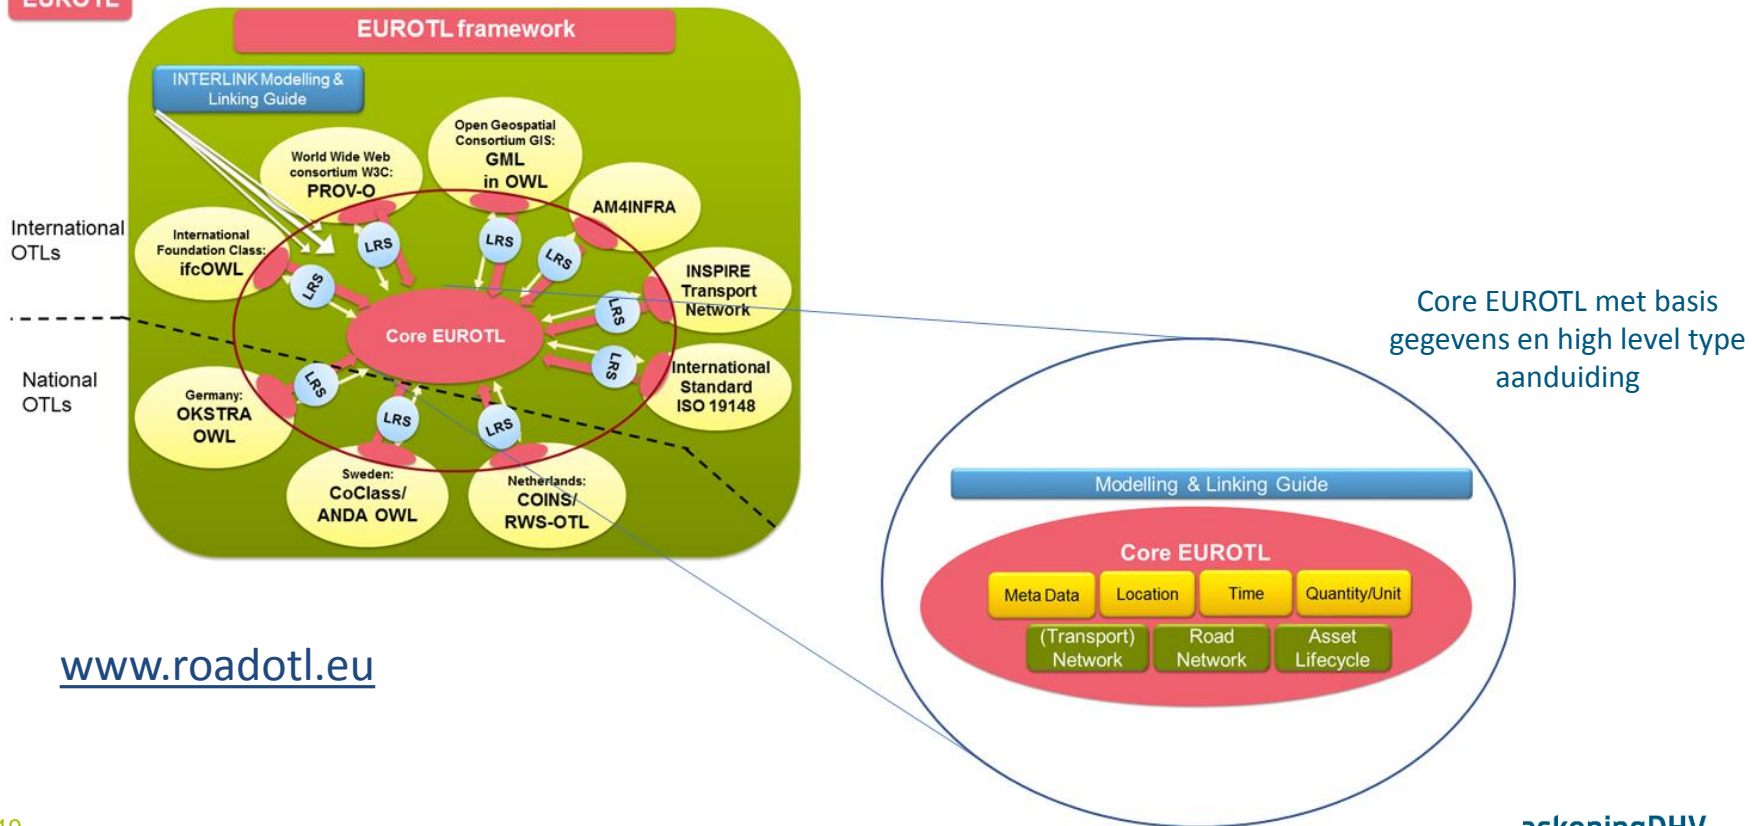 EUROTL
EUROTL framework
INTERLINK Modelling &
Linking Guide
Open Geospatial
Consortium GIS:
GML
in OWL
World Wide Web
consortium W3C:
PROV-O
AM4INFRA
International
OTLs
International
Foundation Class:
ifcOWL
LRS
LRS
LRS
LRS
INSPIRE
Transport
Network
LRS
Core EUROTL
LRS
International
Standard
ISO 19148
National
OTLs
Germany:
OKSTRA
OWL
LRS
LRS
LRS
Sweden:
CoClass/
ANDA OWL
Netherlands:
COINS/
RWS-OTL
Core EUROTL met basis
gegevens en high level type
aanduiding
Modelling & Linking Guide
Core EUROTL
Meta Data
Location
Time
Quantity/Unit
(Transport)
Network
Road
Network
Asset
Lifecycle
www.roadotl.eu